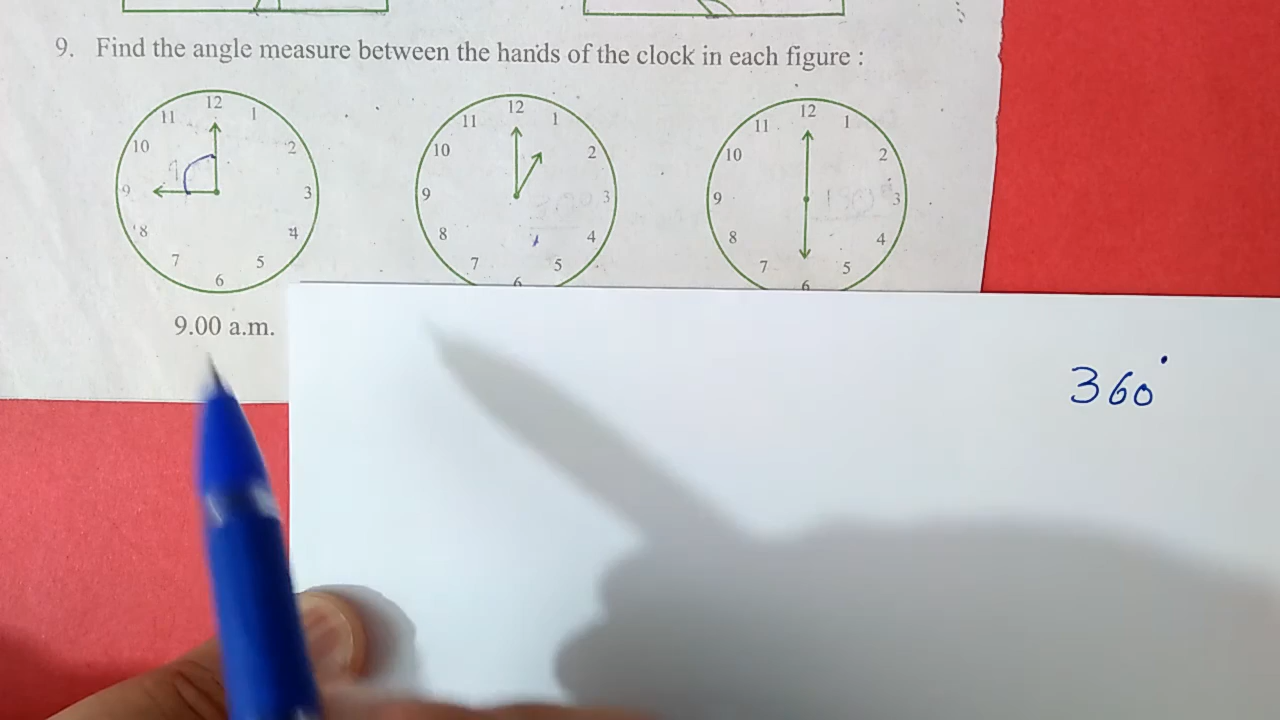 9. Find the angle measure between the hands of the clock in each figure :
12 1 2 3 4 5 6 7 8 9 10 11
12 1 2 3 4 5 6 7 8 9 10 11
12 1 2 3 4 5 6 7 8 9 10 11
9.00 a.m.
360°